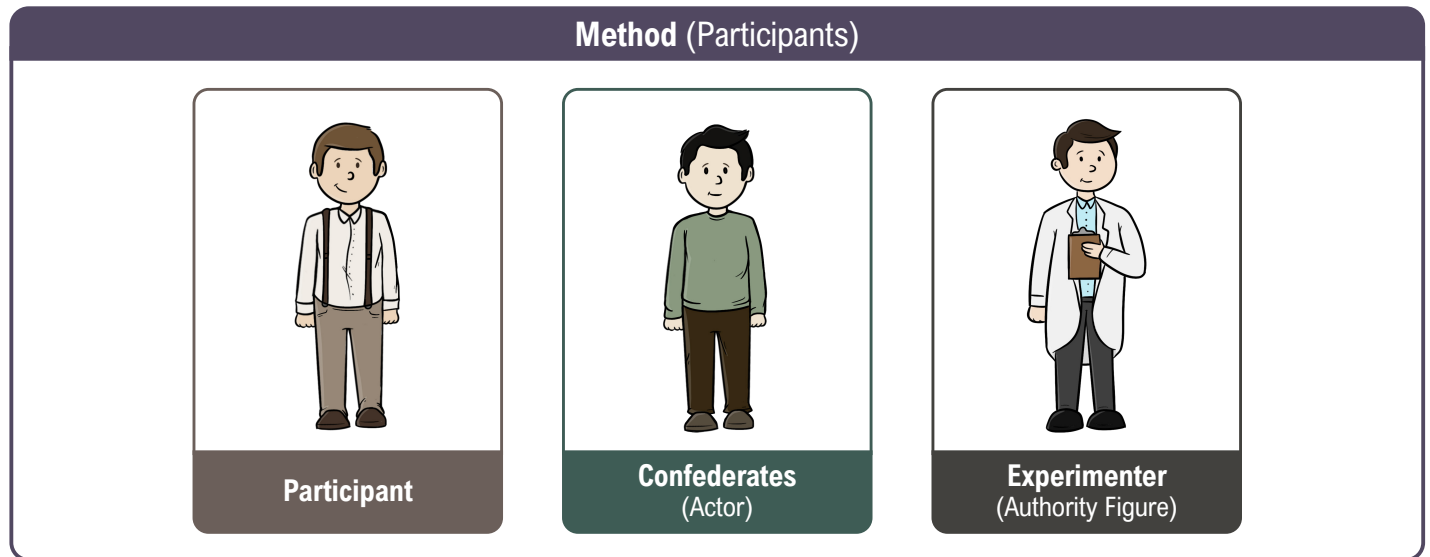 Method (Participants)
Participant
Confederates
(Actor)
Experimenter
(Authority Figure)